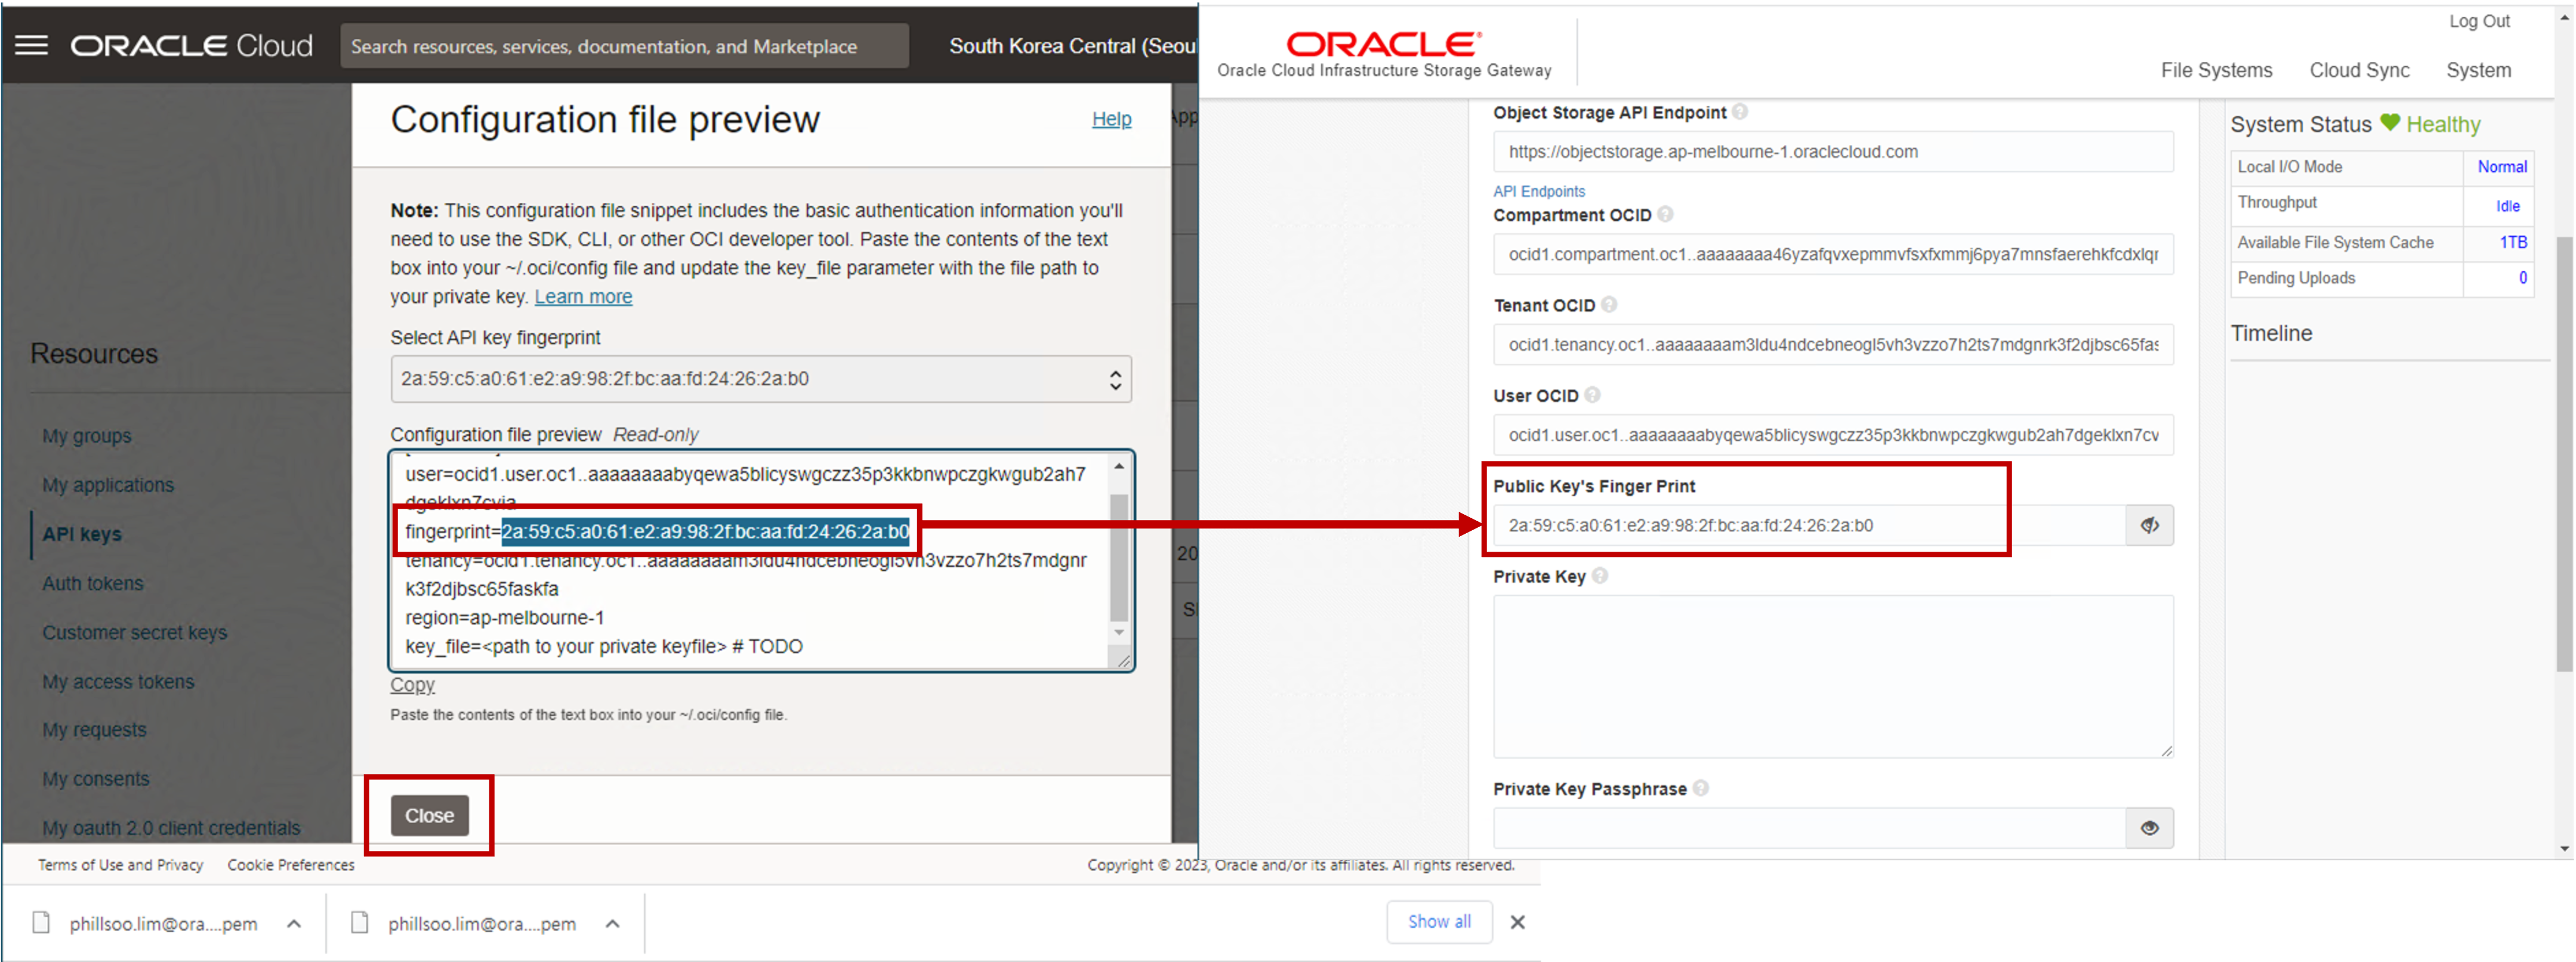 ORACLE Cloud
Search resources, services, documentation, and Marketplace
South Korea Central (Seou
Resources
My groups
My applications
API keys
Auth tokens
Customer secret keys
My access tokens
My requests
My consents
My oauth 2.0 client credentials
Configuration file preview
Help
Note: This configuration file snippet includes the basic authentication information you'll
need to use the SDK, CLI, or other OCI developer tool. Paste the contents of the text
box into your ~/.oci/config file and update the key_file parameter with the file path to
your private key. Learn more
Select API key fingerprint
2a:59:c5:a0:61:e2:a9:98:2f:bc:aa:fd:24:26:2a:b0
Configuration file preview Read-only
user=ocid1.user.oc1..aaaaaaaabyqewa5blicyswgczz35p3kkbnwpczgkwgub2ah7
dgeklxn7cvia
fingerprint=2a:59:c5:a0:61:e2:a9:98:2f:bc:aa:fd:24:26:2a:b0
tenancy=ocid1.tenancy.oc1..aaaaaaaam3ldu4ndcebneogl5vh3vzzo7h2ts7mdgnr
k3f2djbsc65faskfa
region=ap-melbourne-1
key_file=<path to your private keyfile> # TODO
Copy
Paste the contents of the text box into your ~/.oci/config file.
Close
App
20
S
Terms of Use and Privacy
Cookie Preferences
Copyright © 2023, Oracle and/or its affiliates. All rights reserved.
phillsoo.lim@ora....pem
phillsoo.lim@ora....pem
Show all
ORACLE®
Oracle Cloud Infrastructure Storage Gateway
Log Out
File Systems
Cloud Sync
System
Object Storage API Endpoint
https://objectstorage.ap-melbourne-1.oraclecloud.com
API Endpoints
Compartment OCID
ocid1.compartment.oc1..aaaaaaaa46yzafqvxepmmvfsxfxmmj6pya7mnsfaerehkfcdxlqr
Tenant OCID
ocid1.tenancy.oc1..aaaaaaaam3ldu4ndcebneogl5vh3vzzo7h2ts7mdgnrk3f2djbsc65fas
User OCID
ocid1.user.oc1..aaaaaaaabyqewa5blicyswgczz35p3kkbnwpczgkwgub2ah7dgeklxn7cv
Public Key's Finger Print
2a:59:c5:a0:61:e2:a9:98:2f:bc:aa:fd:24:26:2a:b0
Private Key
Private Key Passphrase
System Status Healthy
Local I/O Mode Normal
Throughput Idle
Available File System Cache 1TB
Pending Uploads 0
Timeline